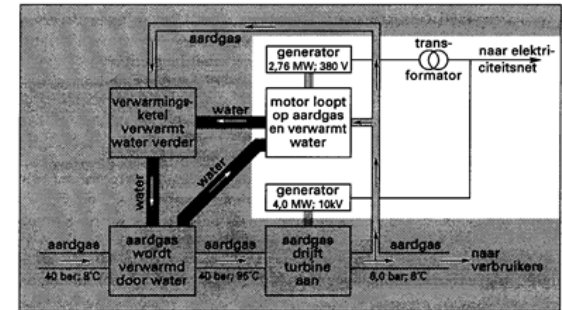 aardgas
generator
2,76 MW; 380 V
trans-
formator
naar elektri-
citeitsnet
verwarmings-
ketel
verwarmt
water verder
water
motor loopt
op aardgas
en verwarmt
water
water
water
generator
4,0 MW; 10kV
aardgas
40 bar; 8°C
aardgas
wordt
verwarmd
door water
aardgas
40 bar; 95°C
aardgas
drijft
turbine
aan
aardgas
8,0 bar; 6°C
naar
verbruikers